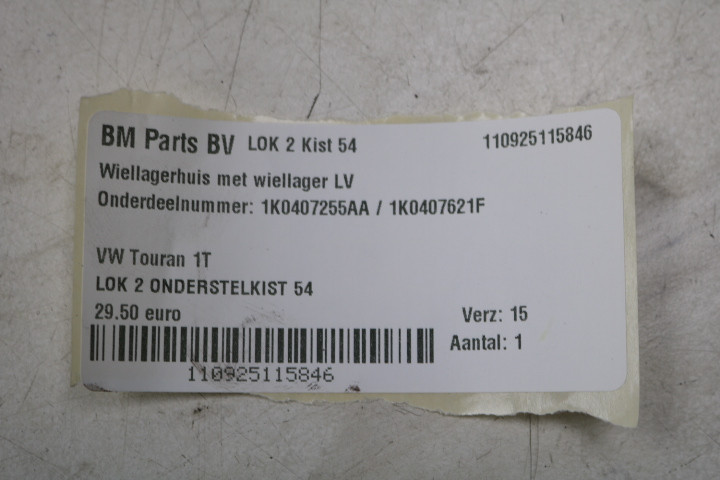 BM Parts BV LOK 2 Kist 54 110925115846
Wiellagerhuis met wiellager LV
Onderdeelnummer: 1K0407255AA / 1K0407621F
VW Touran 1T
LOK 2 ONDERSTELKIST 54
29.50 euro Verz: 15
Aantal: 1
110925115846